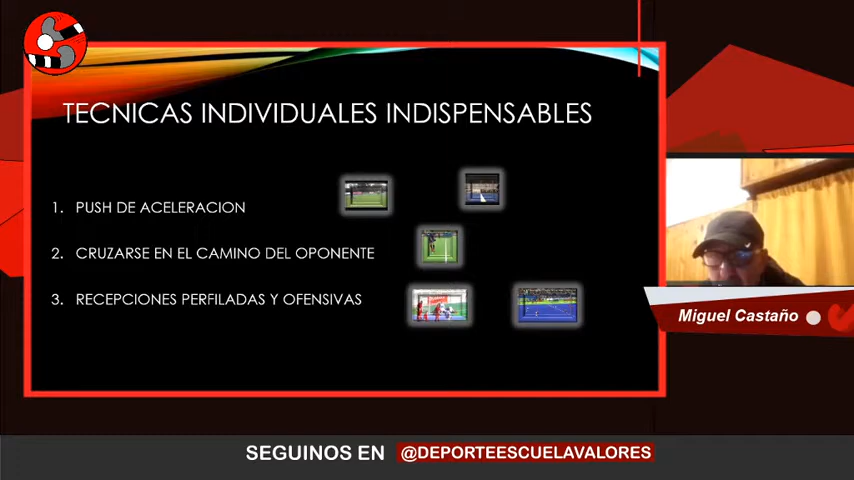 TECNICAS INDIVIDUALES INDISPENSABLES
1. PUSH DE ACELERACION
2. CRUZARSE EN EL CAMINO DEL OPONENTE
3. RECEPCIONES PERFILADAS Y OFENSIVAS
Miguel Castaño
SEGUINOS EN @DEPORTEESCUELAVALORES